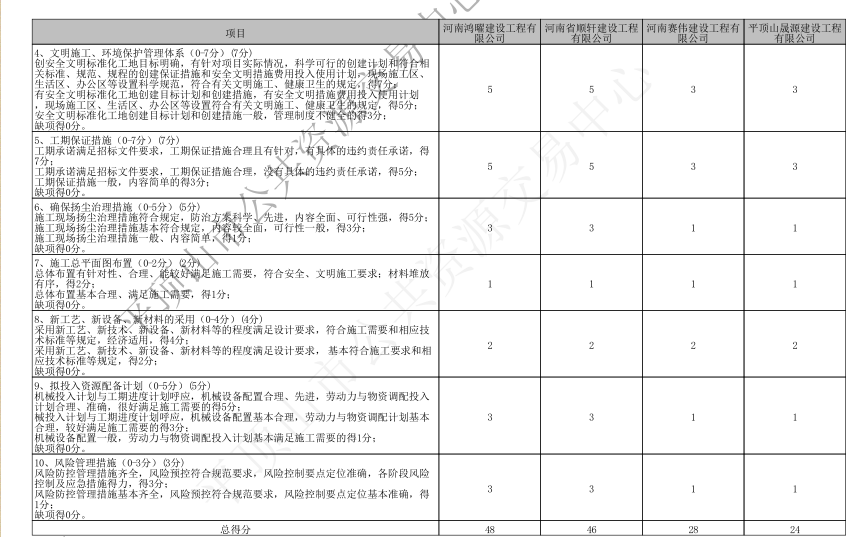 项目
河南鸿曜建设工程有限公司
河南省顺轩建设工程有限公司
河南赛伟建设工程有限公司
平顶山晟源建设工程有限公司
4、文明施工、环境保护管理体系（0-7分）(7分)
创安全文明标准化工地目标明确，有针对项目实际情况，科学可行的创建计划和符合相
关标准、规范、规程的创建保证措施和安全文明措施费用投入使用计划，现场施工区、
生活区、办公区等设置科学规范，符合有关文明施工、健康卫生的规定，得7分；
有安全文明标准化工地创建目标计划和创建措施，有安全文明措施费用投入使用计划
，现场施工区、生活区、办公区等设置符合有关文明施工、健康卫生的规定，得5分；
安全文明标准化工地创建目标计划和创建措施一般，管理制度不健全的得3分；
缺项得0分。
5 5 3 3
5、工期保证措施（0-7分）(7分)
工期承诺满足招标文件要求，工期保证措施合理且有针对，有具体的违约责任承诺，得
7分；
工期承诺满足招标文件要求，工期保证措施合理，没有具体的违约责任承诺，得5分；
工期保证措施一般，内容简单的得3分；
缺项得0分。
5 5 3 3
6、确保扬尘治理措施（0-5分）(5分)
施工现场扬尘治理措施符合规定，防治方案科学、先进，内容全面、可行性强，得5分；
施工现场扬尘治理措施基本符合规定，内容较全面，可行性一般，得3分；
施工现场扬尘治理措施一般、内容简单，得1分；
缺项得0分。
3 3 1 1
7、施工总平面图布置（0-2分）(2分)
总体布置有针对性、合理、能较好满足施工需要，符合安全、文明施工要求；材料堆放
有序，得2分；
总体布置基本合理、满足施工需要，得1分；
缺项得0分。
1 1 1 1
8、新工艺、新设备、新材料的采用（0-4分）(4分)
采用新工艺、新技术、新设备、新材料等的程度满足设计要求，符合施工需要和相应技
术标准等规定，经济适用，得4分；
采用新工艺、新技术、新设备、新材料等的程度满足设计要求， 基本符合施工要求和相
应技术标准等规定，得2分；
缺项得0分。
2 2 2 2
9、拟投入资源配备计划（0-5分）(5分)
机械投入计划与工期进度计划呼应，机械设备配置合理、先进，劳动力与物资调配投入
计划合理、准确，很好满足施工需要的得5分；
械投入计划与工期进度计划呼应，机械设备配置基本合理，劳动力与物资调配计划基本
合理，较好满足施工需要的得3分；
机械设备配置一般，劳动力与物资调配投入计划基本满足施工需要的得1分；
缺项得0分。
3 3 1 1
10、风险管理措施（0-3分）(3分)
风险防控管理措施齐全，风险预控符合规范要求，风险控制要点定位准确，各阶段风险
控制及应急措施得力，得3分；
风险防控管理措施基本齐全，风险预控符合规范要求，风险控制要点定位基本准确，得
1分；
缺项得0分。
3 3 1 1
总得分 48 46 28 24
平顶山市公共资源交易中心
平顶山市公共资源交易中心